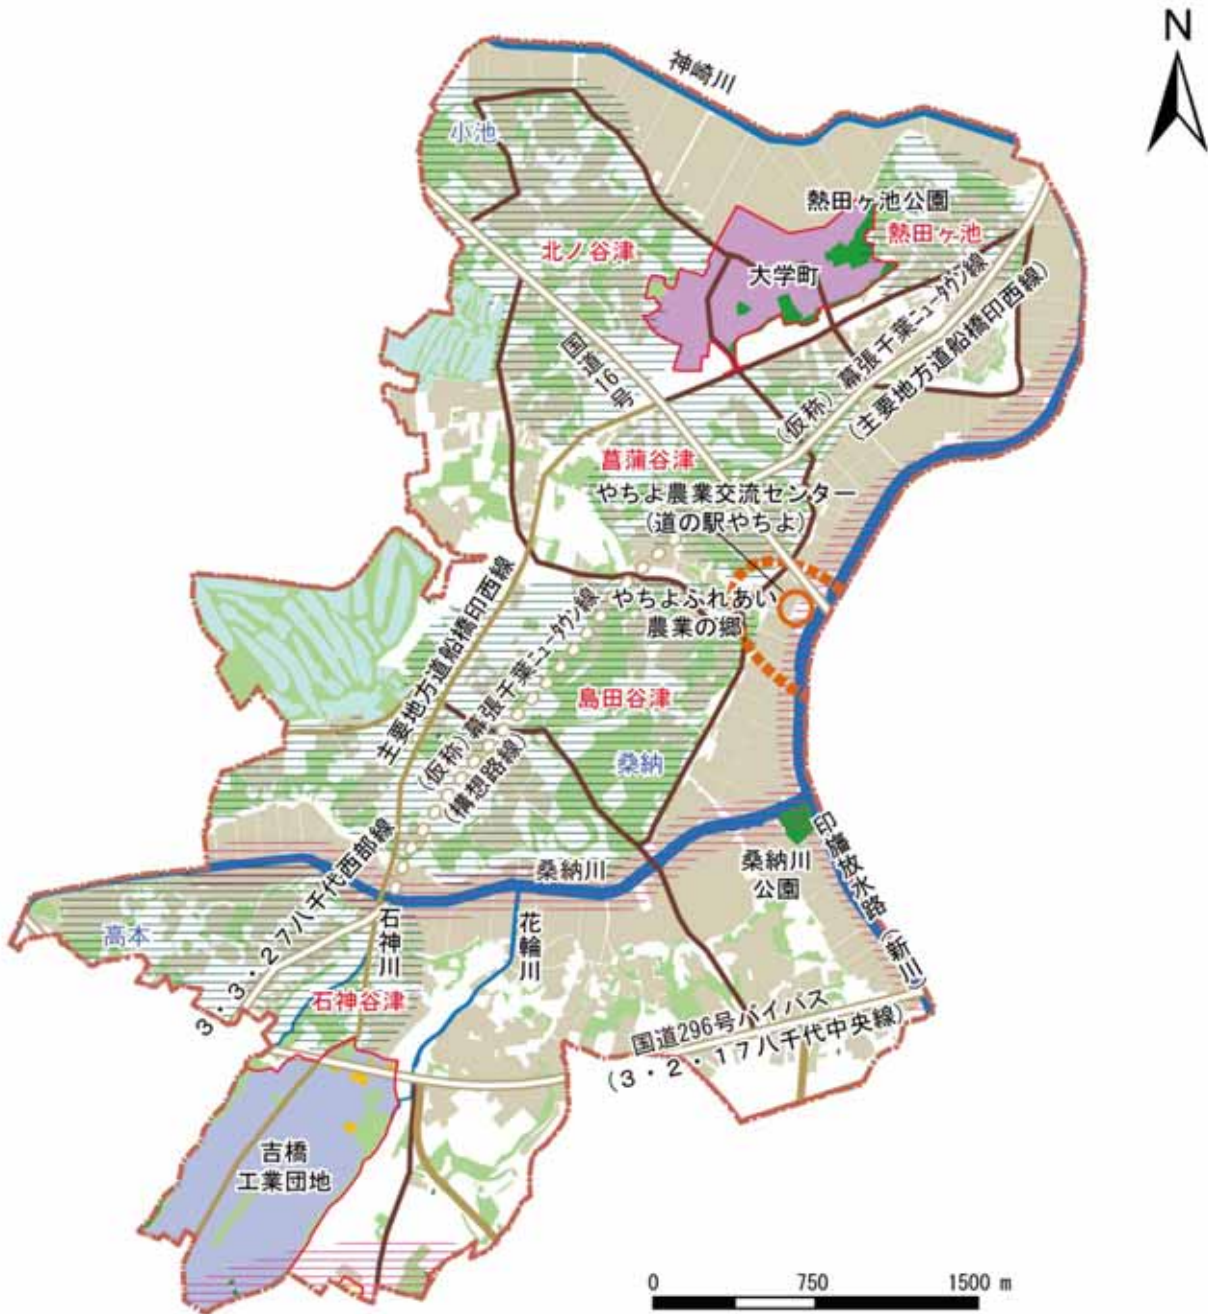 N
神崎川
小池
熱田ヶ池公園
熱田ヶ池
北ノ谷津
大学町
国道16号
(仮称)幕張千葉ニュータウン線
(主要地方道船橋印西線)
菖蒲谷津
やちよ農業交流センター
(道の駅やちよ)
やちよふれあい
農業の郷
主要地方道船橋印西線
(仮称)幕張千葉ニュータウン線
(構想路線)
島田谷津
桑納
3・3・27八千代西部線
桑納川
桑納川
公園
印旛放水路(新川)
高本
石神川
花輪川
石神谷津
国道296号バイパス
(3・2・17八千代中央線)
吉橋
工業団地
0 750 1500 m